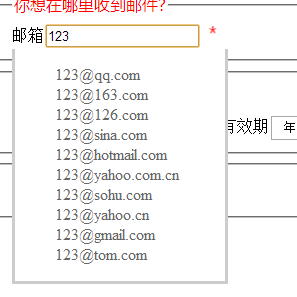 你想在哪里收到邮件?
邮箱 123 *
123@qq.com
123@163.com
123@126.com
123@sina.com
有效期 年
123@hotmail.com
123@yahoo.com.cn
123@sohu.com
123@yahoo.cn
123@gmail.com
123@tom.com